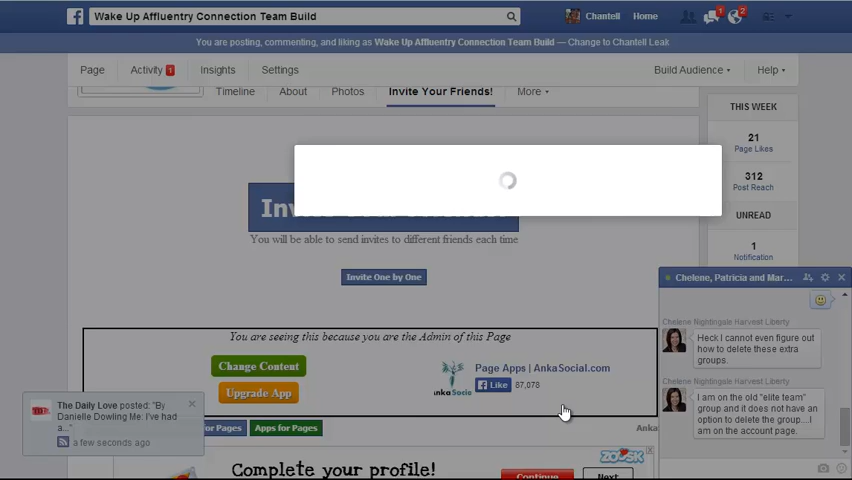 Wake Up Affluentry Connection Team Build
Chantell
Home
1
2
You are posting, commenting, and liking as Wake Up Affluentry Connection Team Build — Change to Chantell Leak
Page
Activity 1
Insights
Settings
Build Audience
Help
Timeline
About
Photos
Invite Your Friends!
More
THIS WEEK
21
Page Likes
312
Post Reach
UNREAD
1
Notification
You will be able to send invites to different friends each time
Invite One by One
You are seeing this because you are the Admin of this Page
Change Content
Upgrade App
Page Apps | AnkaSocial.com
Like 87,078
Chelene, Patricia and Mar...
Chelene Nightingale Harvest Liberty
Heck I cannot even figure out
how to delete these extra
groups.
Chelene Nightingale Harvest Liberty
I am on the old "elite team"
group and it does not have an
option to delete the group....I
am on the account page.
The Daily Love posted: "By
Danielle Dowling Me: I've had
a..."
a few seconds ago
for Pages
Apps for Pages
Anka
ZOOSK
Complete your profile!
Continue
Next